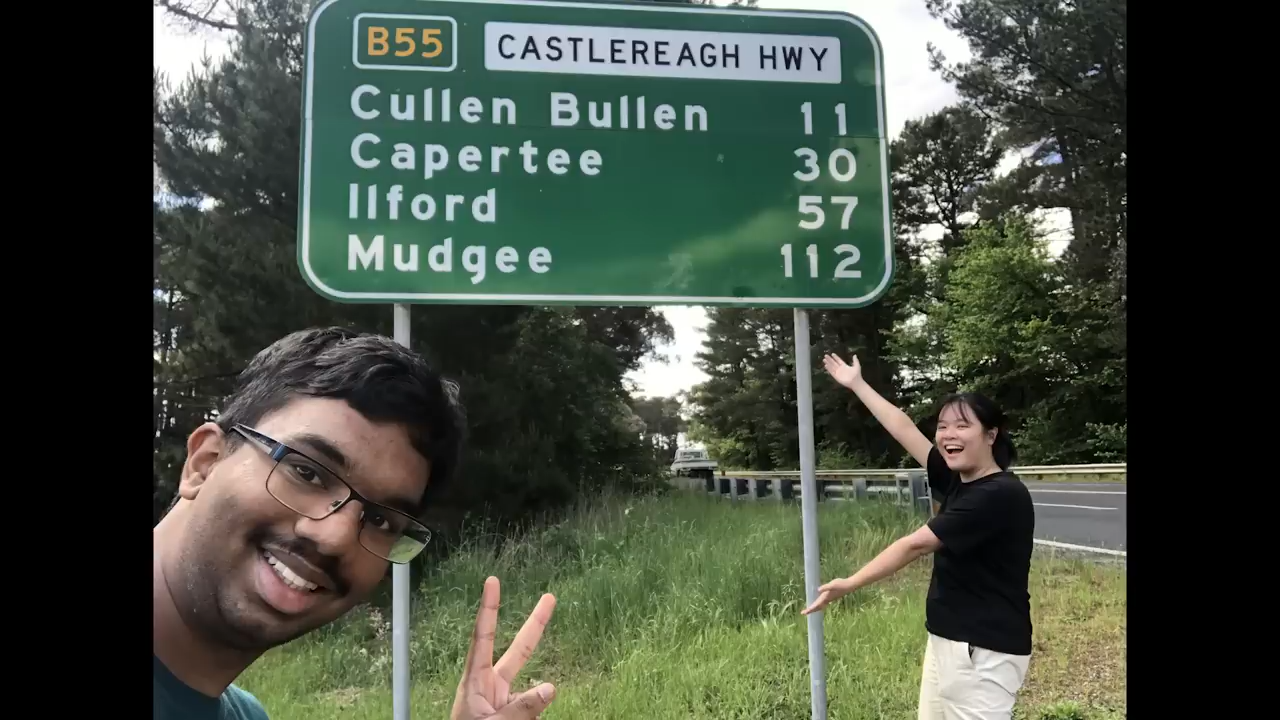 B55 CASTLEREAGH HWY
Cullen Bullen 11
Capertee 30
Ilford 57
Mudgee 112